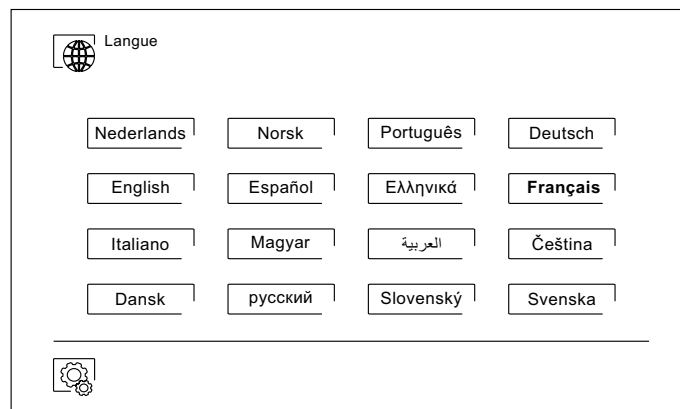 Langue
Nederlands Norsk Português Deutsch
English Español Ελληνικά Français
Italiano Magyar العربية Čeština
Dansk русский Slovenský Svenska